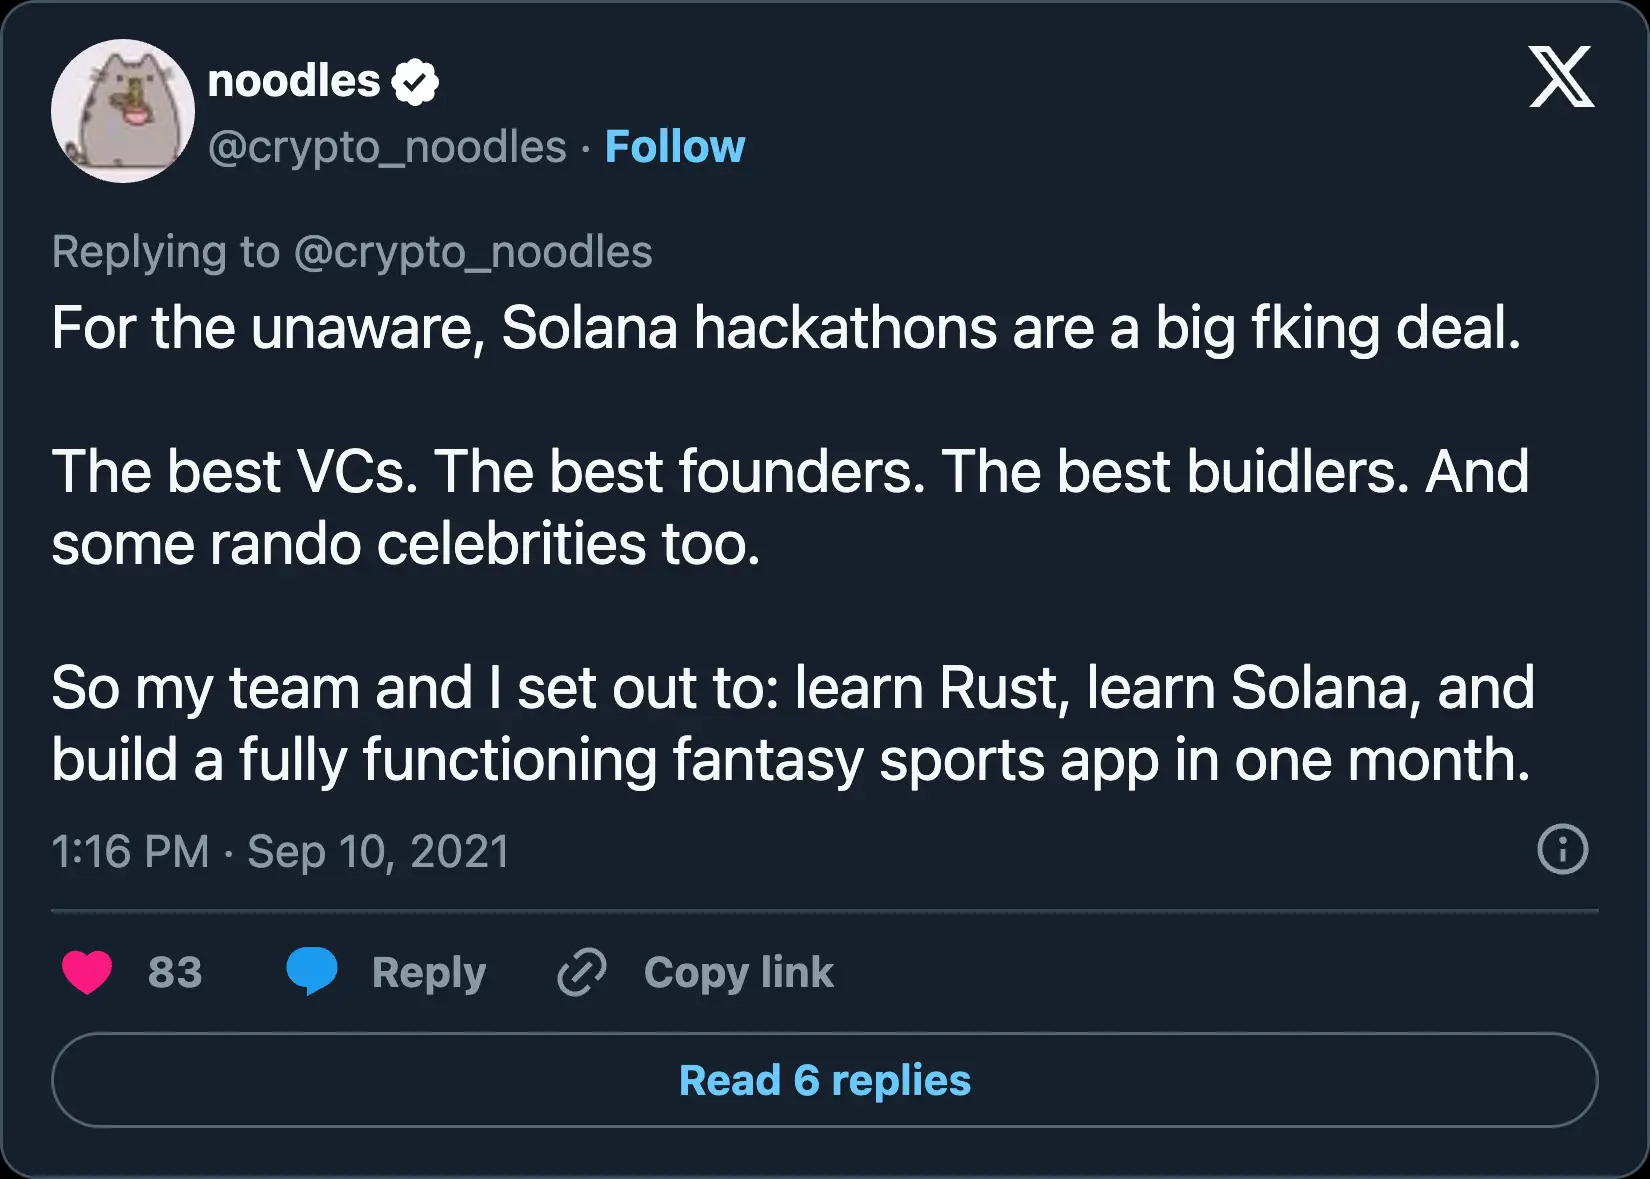 noodles
@crypto_noodles · Follow
Replying to @crypto_noodles
For the unaware, Solana hackathons are a big fking deal.
The best VCs. The best founders. The best buidlers. And
some rando celebrities too.
So my team and I set out to: learn Rust, learn Solana, and
build a fully functioning fantasy sports app in one month.
1:16 PM · Sep 10, 2021
83 Reply Copy link
Read 6 replies